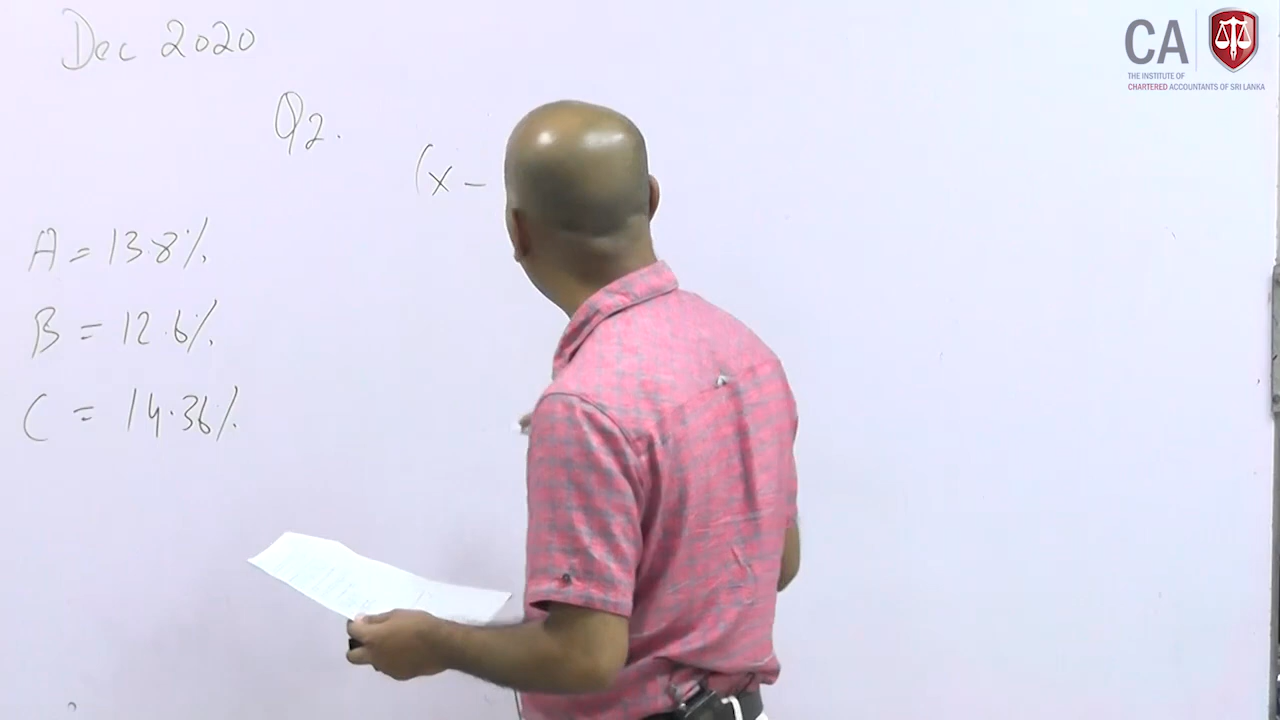 Dec 2020
Q2.
(x -
A = 13.8%
B = 12.6%
C = 14.36%
CA
THE INSTITUTE OF
CHARTERED ACCOUNTANTS OF SRI LANKA